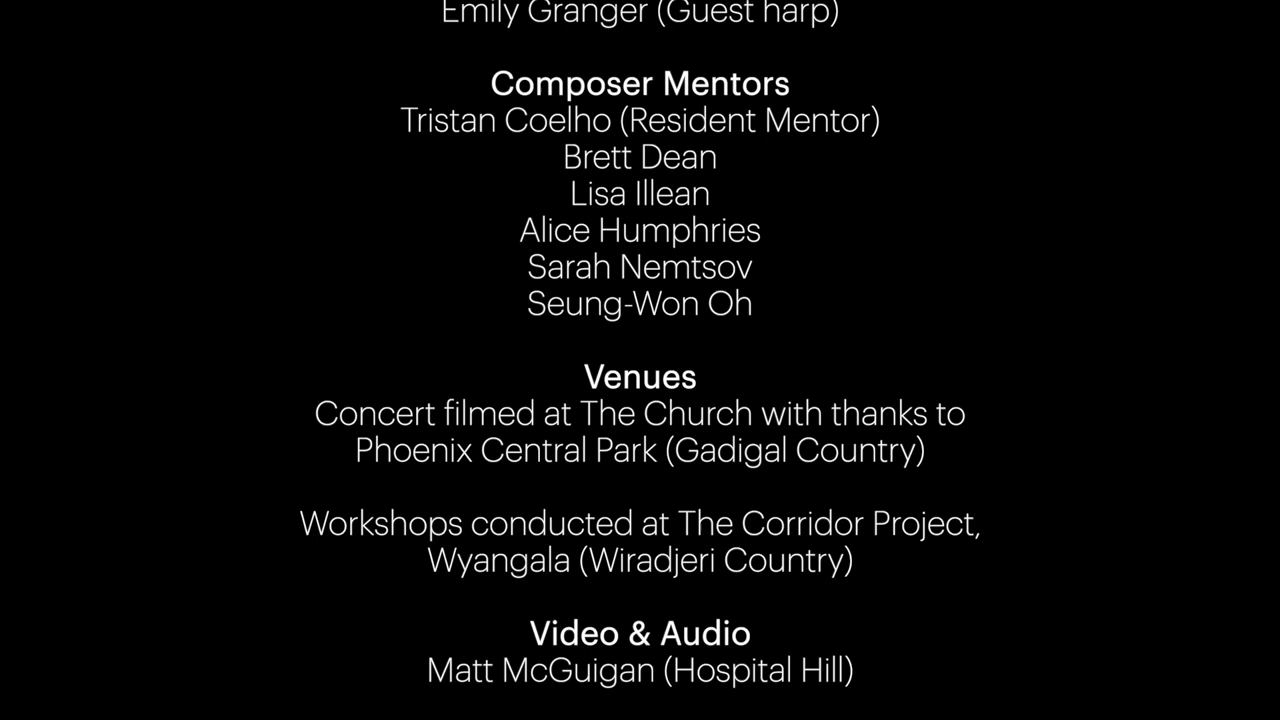 Emily Granger (Guest harp)
Composer Mentors
Tristan Coelho (Resident Mentor)
Brett Dean
Lisa Illean
Alice Humphries
Sarah Nemtsov
Seung-Won Oh
Venues
Concert filmed at The Church with thanks to
Phoenix Central Park (Gadigal Country)
Workshops conducted at The Corridor Project,
Wyangala (Wiradjeri Country)
Video & Audio
Matt McGuigan (Hospital Hill)